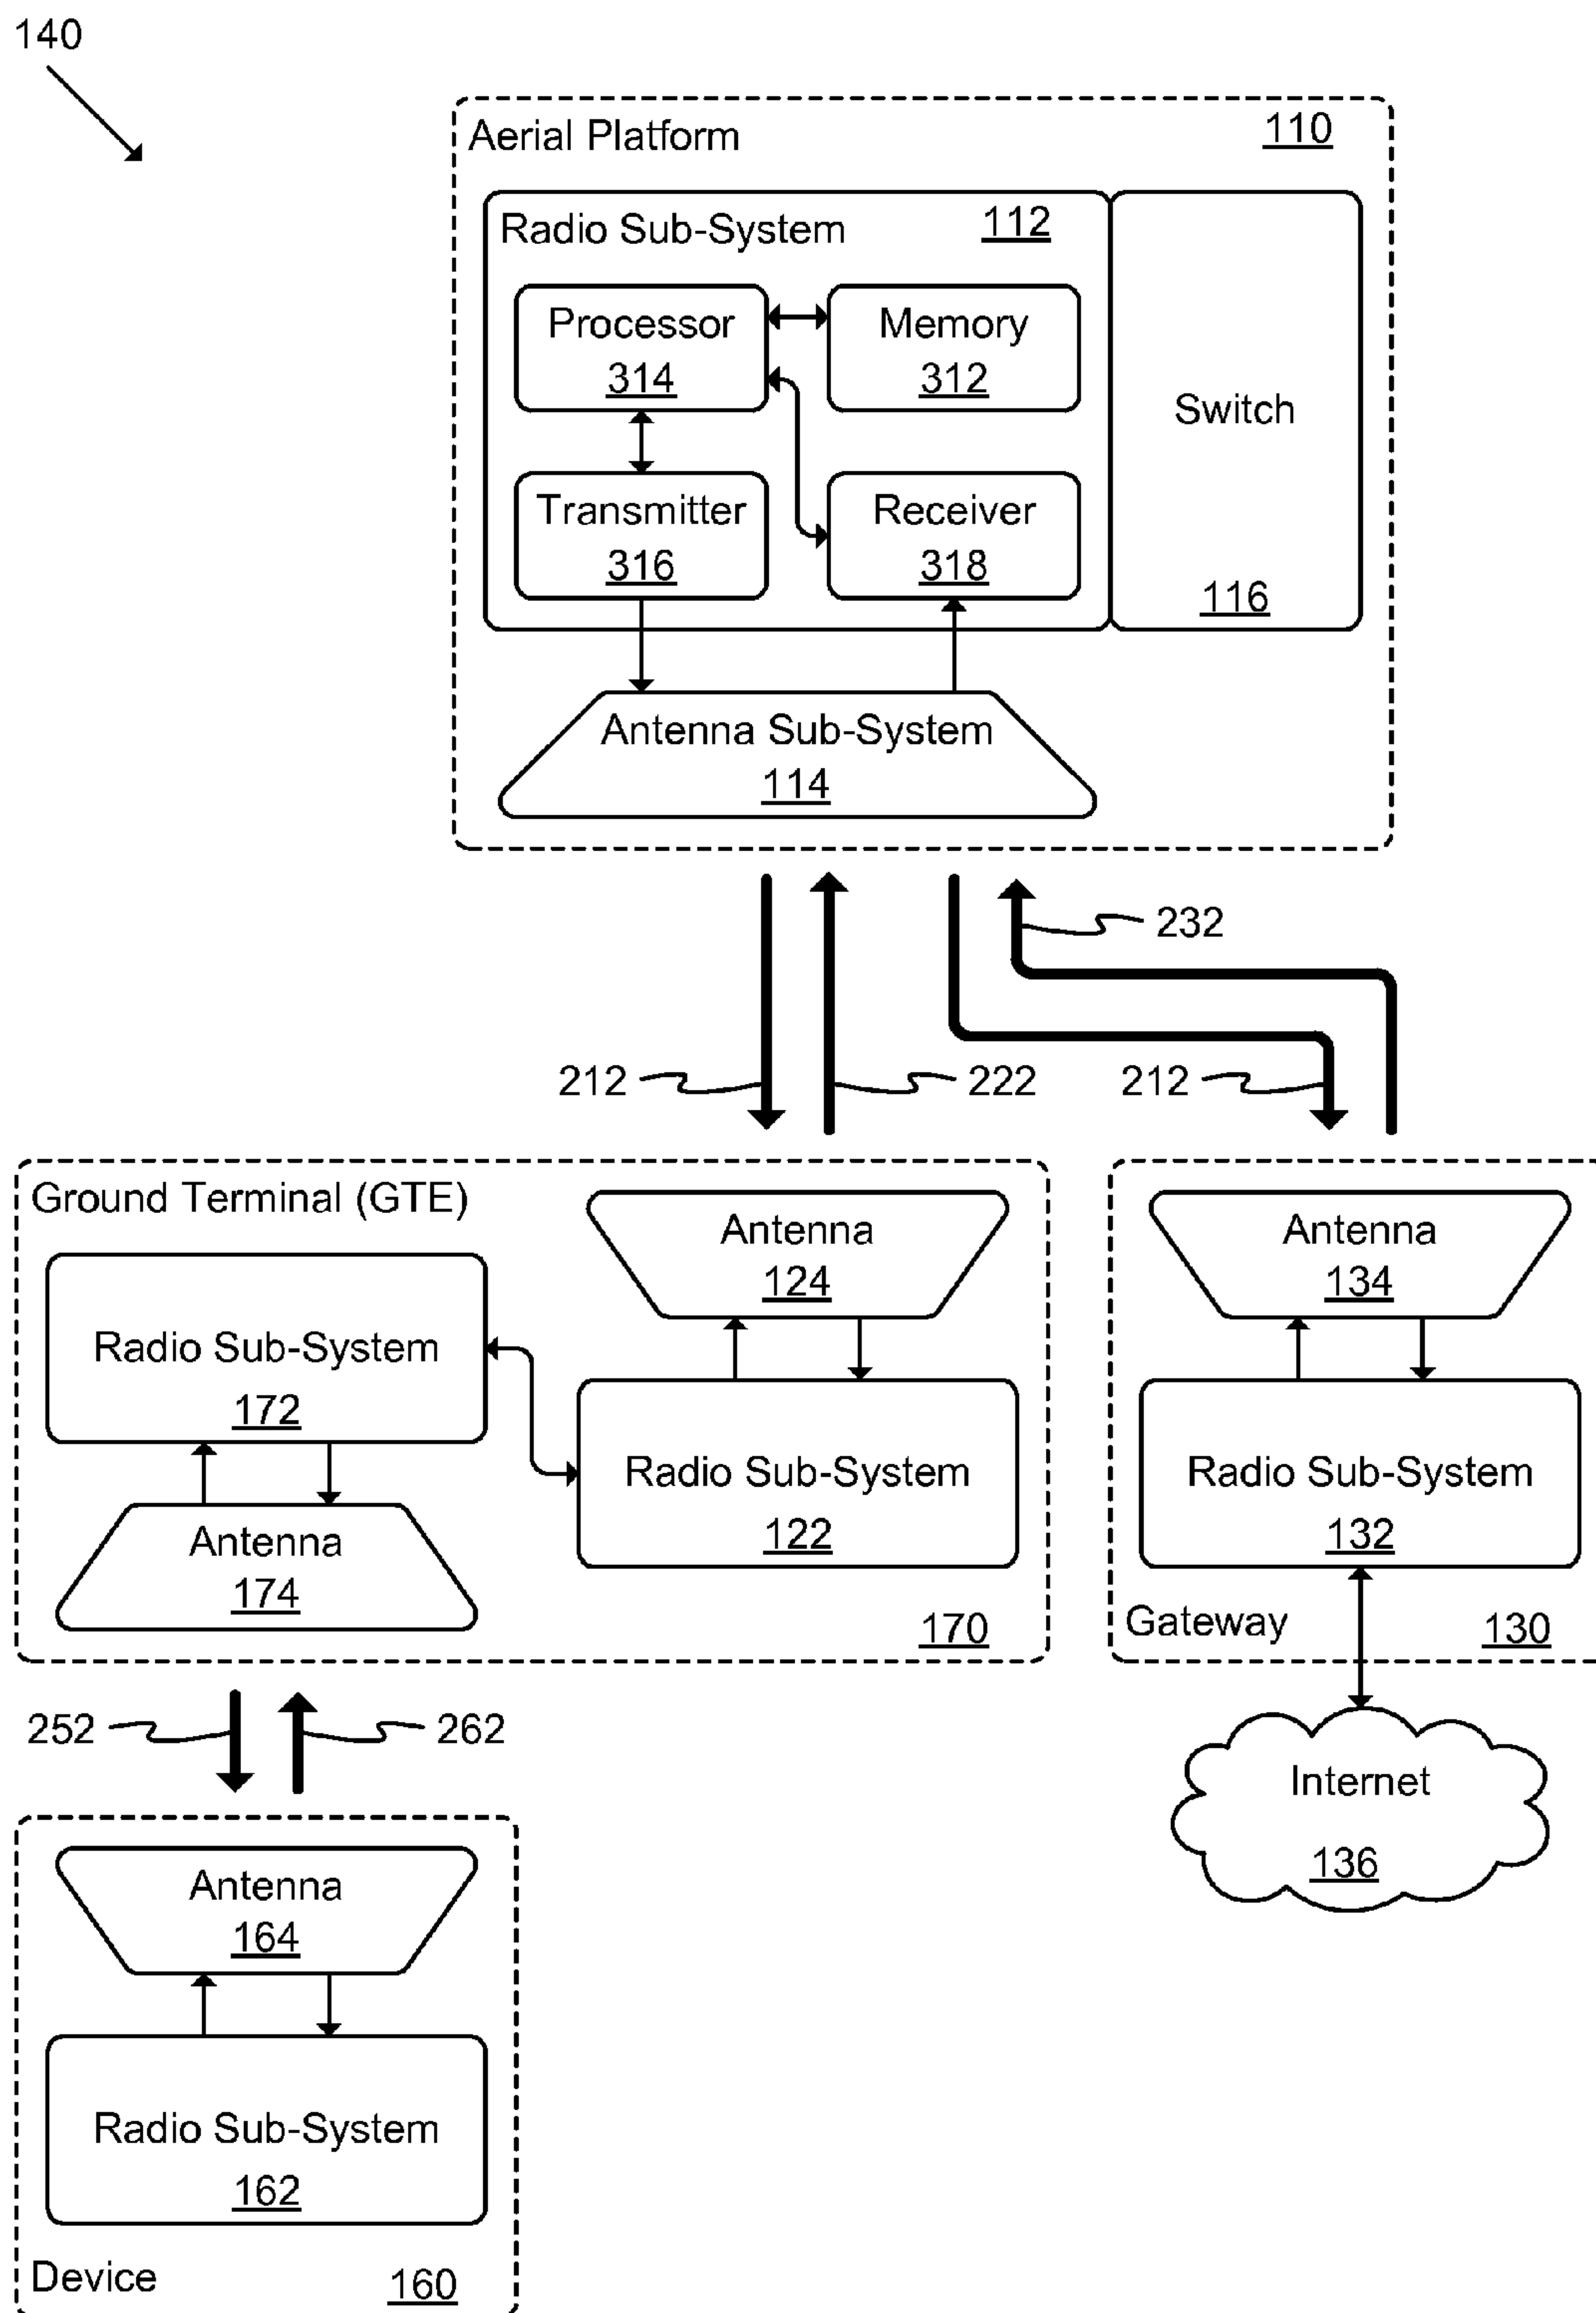 140
Aerial Platform
110
Radio Sub-System
112
Processor
314
Memory
312
Switch
116
Transmitter
316
Receiver
318
Antenna Sub-System
114
232
212
222
212
Ground Terminal (GTE)
Antenna
124
Radio Sub-System
172
Radio Sub-System
122
Antenna
174
170
Antenna
134
Radio Sub-System
132
Gateway
130
252
262
Internet
136
Antenna
164
Radio Sub-System
162
Device
160